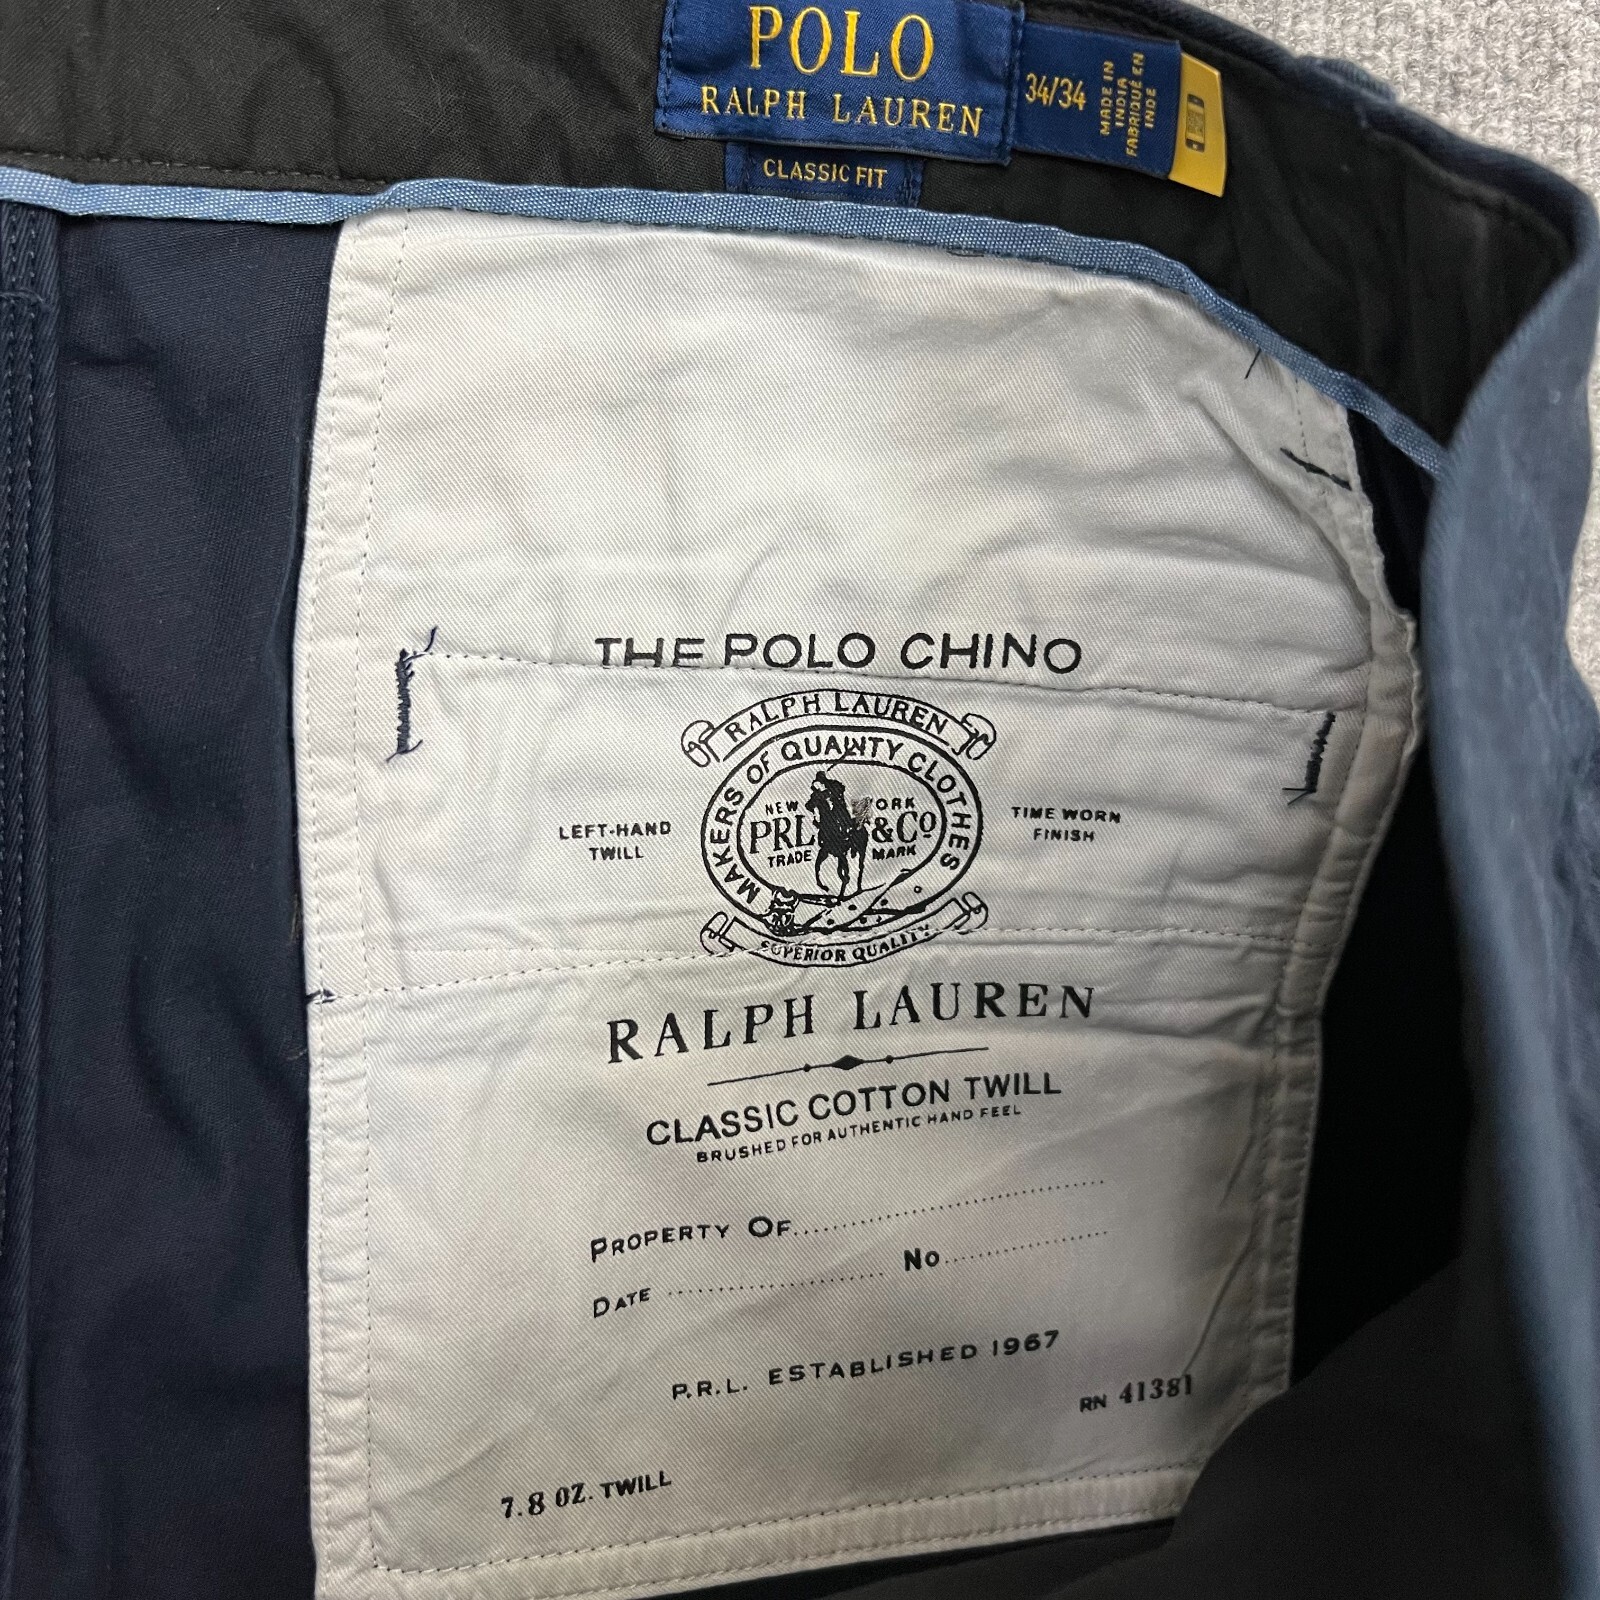 POLO
RALPH LAUREN
CLASSIC FIT
34/34
MADE IN
INDIA
FABRIQUÉ EN
INDE
THE POLO CHINO
RALPH LAUREN
MAKERS OF QUALITY CLOTHES
NEW YORK
PRL & Co
TRADE MARK
SUPERIOR QUALITY
LEFT-HAND
TWILL
TIME WORN
FINISH
RALPH LAUREN
CLASSIC COTTON TWILL
BRUSHED FOR AUTHENTIC HAND FEEL
PROPERTY OF
DATE No
P.R.L. ESTABLISHED 1967
RN 41381
7.8 OZ. TWILL